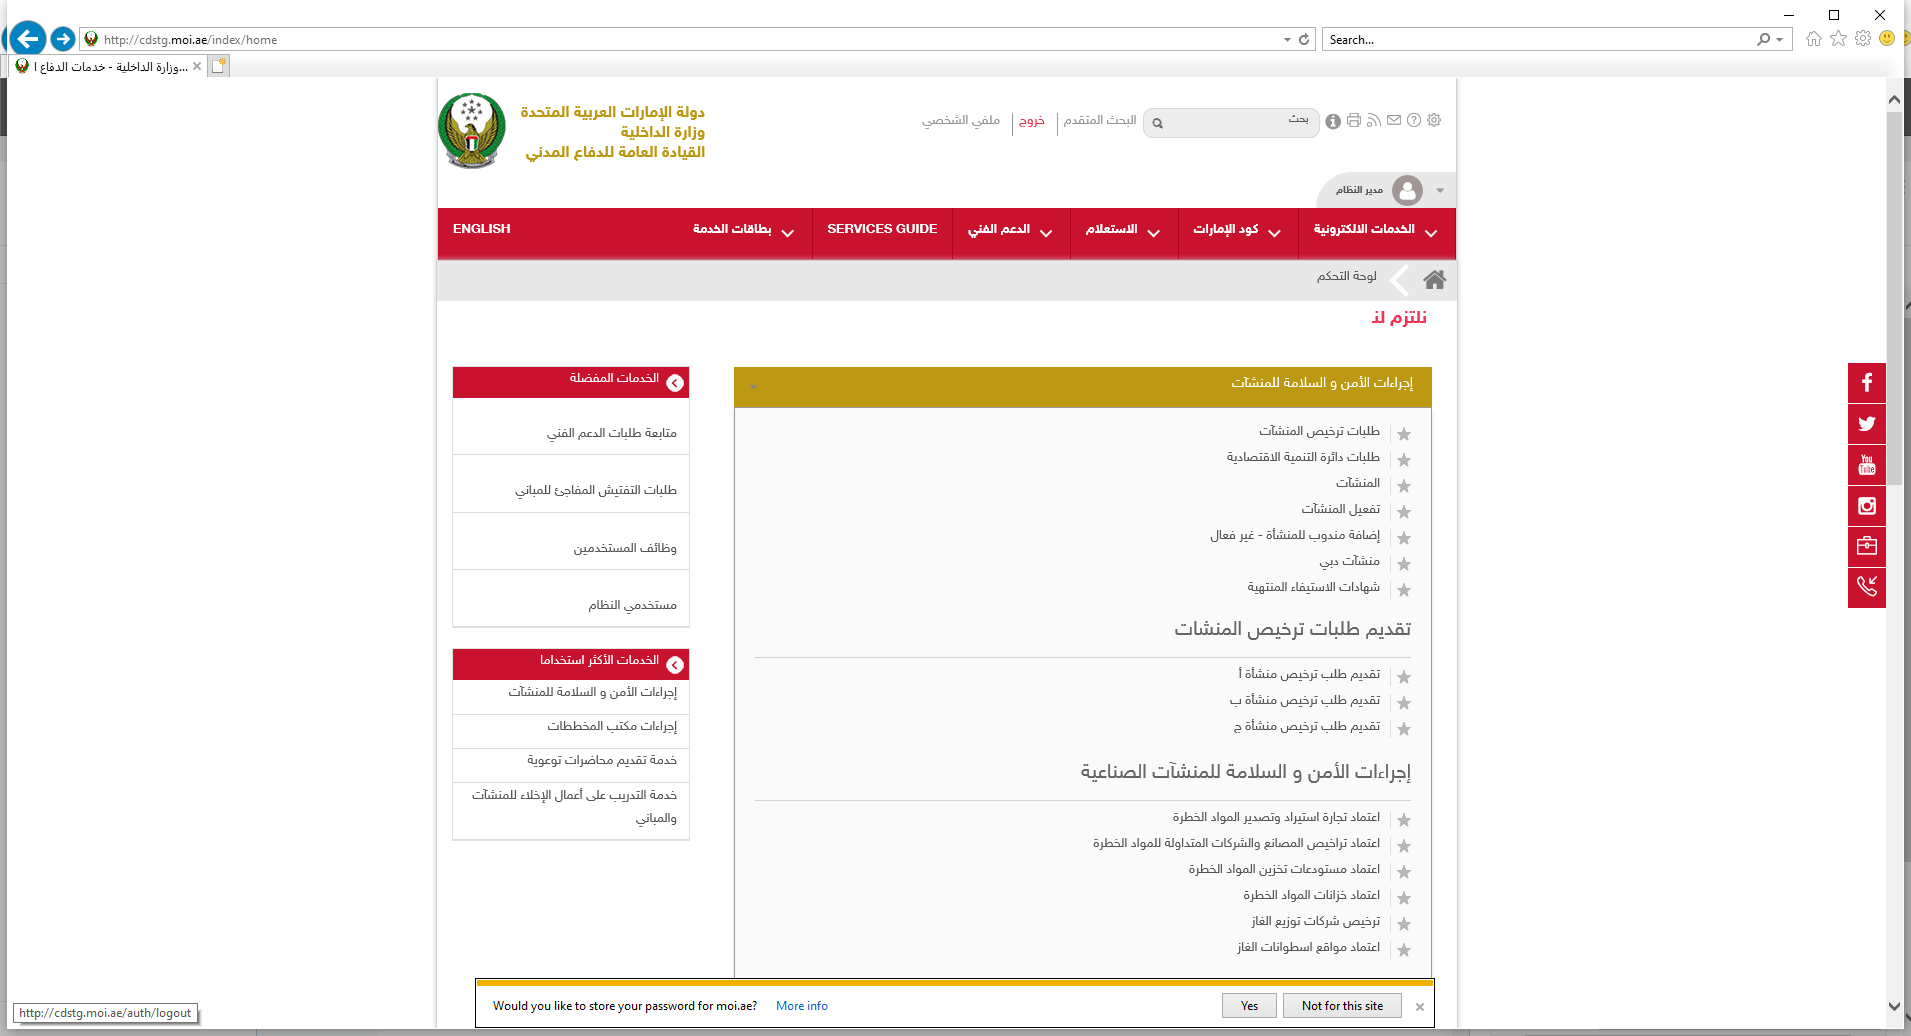 http://cdstg.moi.ae/index/home
Search...
وزارة الداخلية - خدمات الدفاع ا...
دولة الإمارات العربية المتحدة
وزارة الداخلية
القيادة العامة للدفاع المدني
بحث
البحث المتقدم
خروج
ملفي الشخصي
مدير النظام
الخدمات الالكترونية
كود الإمارات
الاستعلام
الدعم الفني
SERVICES GUIDE
بطاقات الخدمة
ENGLISH
لوحة التحكم
نلتزم لنـ
إجراءات الأمن و السلامة للمنشآت
طلبات ترخيص المنشآت
طلبات دائرة التنمية الاقتصادية
المنشآت
تفعيل المنشآت
إضافة مندوب للمنشأة - غير فعال
منشآت دبي
شهادات الاستيفاء المنتهية
تقديم طلبات ترخيص المنشات
تقديم طلب ترخيص منشأة أ
تقديم طلب ترخيص منشأة ب
تقديم طلب ترخيص منشأة ج
إجراءات الأمن و السلامة للمنشآت الصناعية
اعتماد تجارة استيراد وتصدير المواد الخطرة
اعتماد تراخيص المصانع والشركات المتداولة للمواد الخطرة
اعتماد مستودعات تخزين المواد الخطرة
اعتماد خزانات المواد الخطرة
ترخيص شركات توزيع الغاز
اعتماد مواقع اسطوانات الغاز
الخدمات المفضلة
متابعة طلبات الدعم الفني
طلبات التفتيش المفاجئ للمباني
وظائف المستخدمين
مستخدمي النظام
الخدمات الأكثر استخداما
إجراءات الأمن و السلامة للمنشآت
إجراءات مكتب المخططات
خدمة تقديم محاضرات توعوية
خدمة التدريب على أعمال الإخلاء للمنشآت
والمباني
You
Tube
Would you like to store your password for moi.ae?
More info
Yes
Not for this site
http://cdstg.moi.ae/auth/logout